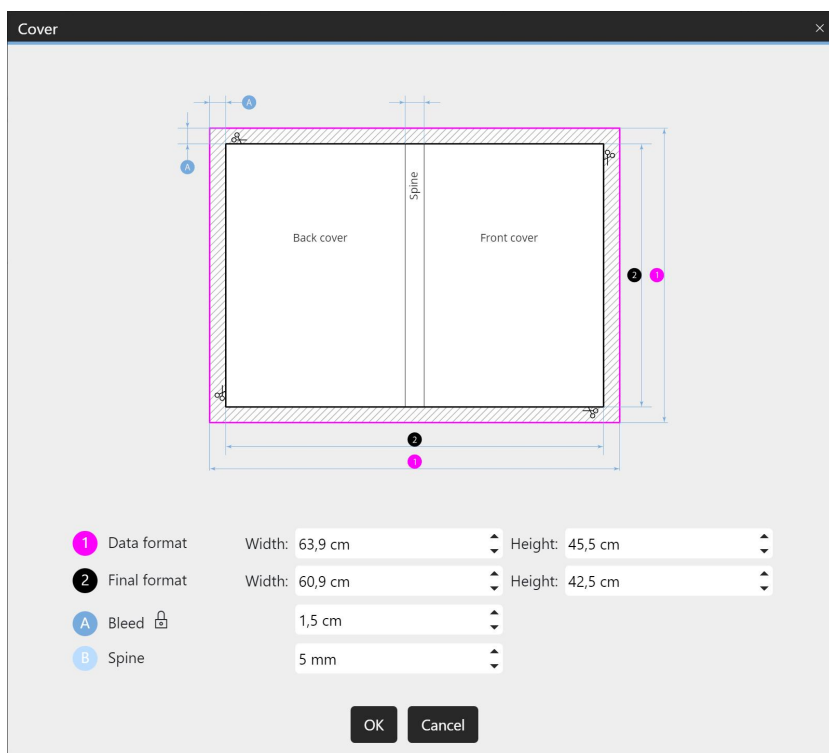 Cover
A
A
Spine
Back cover
Front cover
2 1
2
1
1 Data format Width: 63,9 cm Height: 45,5 cm
2 Final format Width: 60,9 cm Height: 42,5 cm
A Bleed 1,5 cm
B Spine 5 mm
OK Cancel